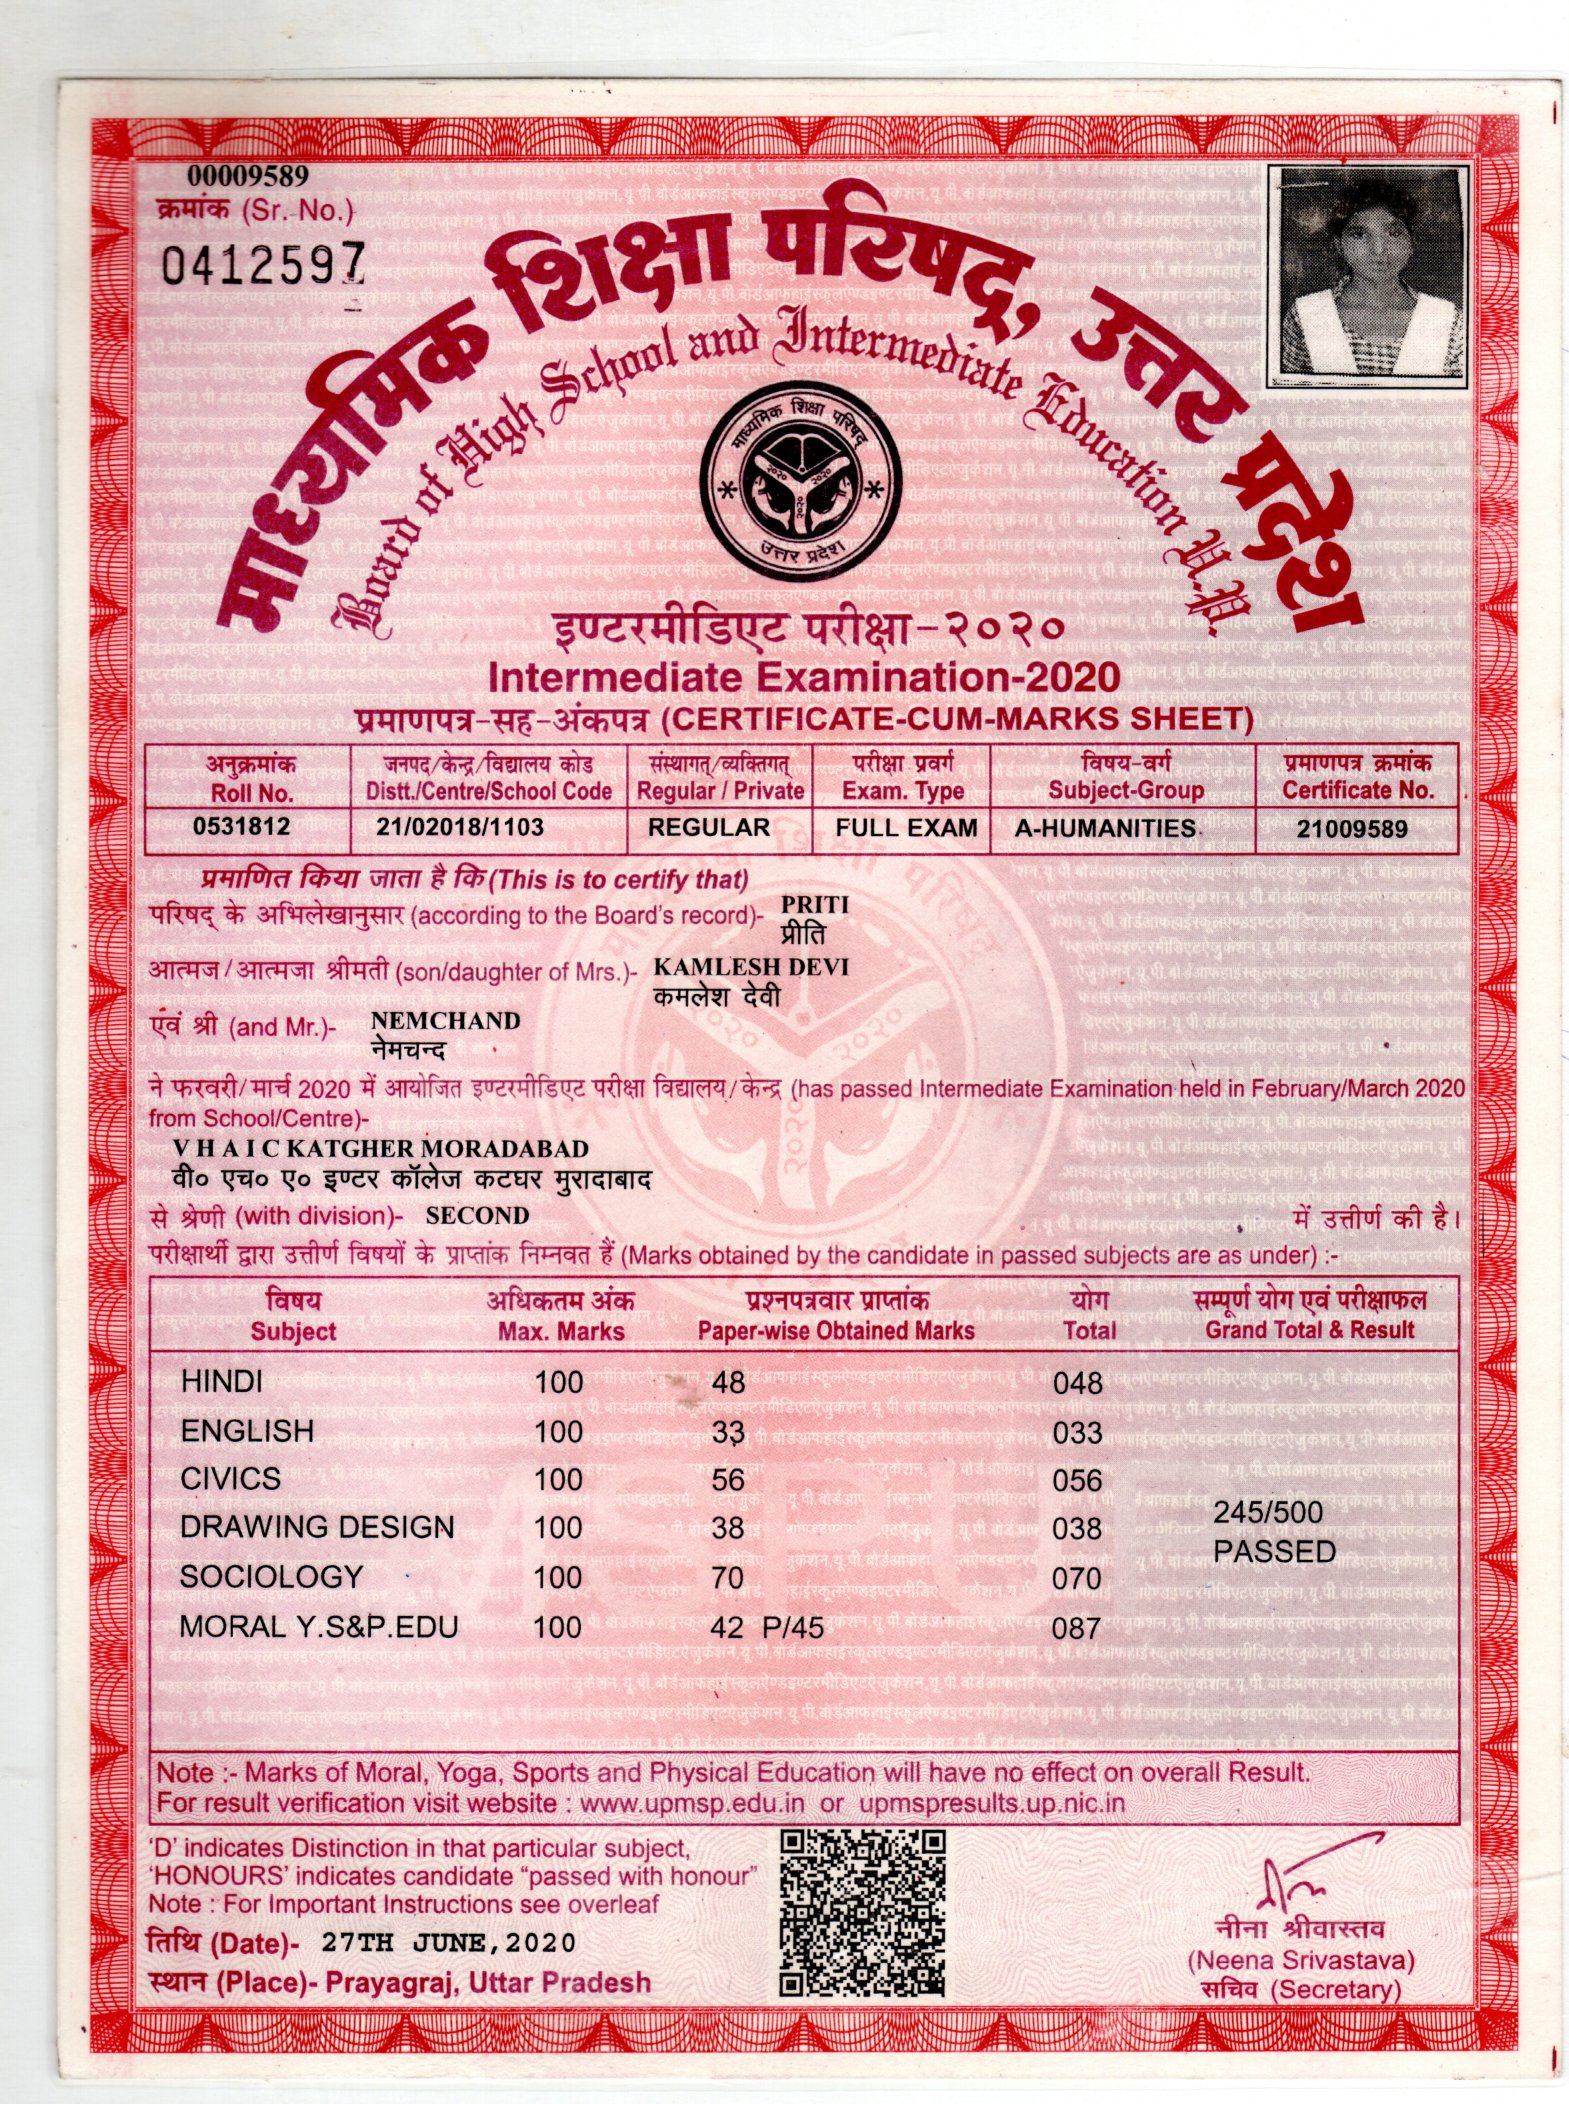 00009589
क्रमांक (Sr. No.)
0412597
माध्यमिक शिक्षा परिषद्, उत्तर प्रदेश
Board of High School and Intermediate Education U.P.
माध्यमिक शिक्षा परिषद्
२०२० २०२०
२०२०
उत्तर प्रदेश
इण्टरमीडिएट परीक्षा-२०२०
Intermediate Examination-2020
प्रमाणपत्र-सह-अंकपत्र (CERTIFICATE-CUM-MARKS SHEET)
अनुक्रमांक जनपद/केन्द्र/विद्यालय कोड संस्थागत्/व्यक्तिगत् परीक्षा प्रवर्ग विषय-वर्ग प्रमाणपत्र क्रमांक
Roll No. Distt./Centre/School Code Regular / Private Exam. Type Subject-Group Certificate No.
0531812 21/02018/1103 REGULAR FULL EXAM A-HUMANITIES 21009589
प्रमाणित किया जाता है कि (This is to certify that)
परिषद् के अभिलेखानुसार (according to the Board's record)- PRITI
प्रीति
आत्मज/आत्मजा श्रीमती (son/daughter of Mrs.)- KAMLESH DEVI
कमलेश देवी
एवं श्री (and Mr.)- NEMCHAND
नेमचन्द
ने फरवरी/मार्च 2020 में आयोजित इण्टरमीडिएट परीक्षा विद्यालय/केन्द्र (has passed Intermediate Examination held in February/March 2020
from School/Centre)-
V H A I C KATGHER MORADABAD
वी० एच० ए० इण्टर कॉलेज कटघर मुरादाबाद
से श्रेणी (with division)- SECOND में उत्तीर्ण की है।
परीक्षार्थी द्वारा उत्तीर्ण विषयों के प्राप्तांक निम्नवत हैं (Marks obtained by the candidate in passed subjects are as under) :-
विषय अधिकतम अंक प्रश्नपत्रवार प्राप्तांक योग सम्पूर्ण योग एवं परीक्षाफल
Subject Max. Marks Paper-wise Obtained Marks Total Grand Total & Result
HINDI 100 48 048
ENGLISH 100 33 033
CIVICS 100 56 056
245/500
DRAWING DESIGN 100 38 038
PASSED
SOCIOLOGY 100 70 070
MORAL Y.S&P.EDU 100 42 P/45 087
Note :- Marks of Moral, Yoga, Sports and Physical Education will have no effect on overall Result.
For result verification visit website : www.upmsp.edu.in or upmspresults.up.nic.in
'D' indicates Distinction in that particular subject,
'HONOURS' indicates candidate "passed with honour"
Note : For Important Instructions see overleaf
तिथि (Date)- 27TH JUNE,2020
स्थान (Place)- Prayagraj, Uttar Pradesh
नीना श्रीवास्तव
(Neena Srivastava)
सचिव (Secretary)